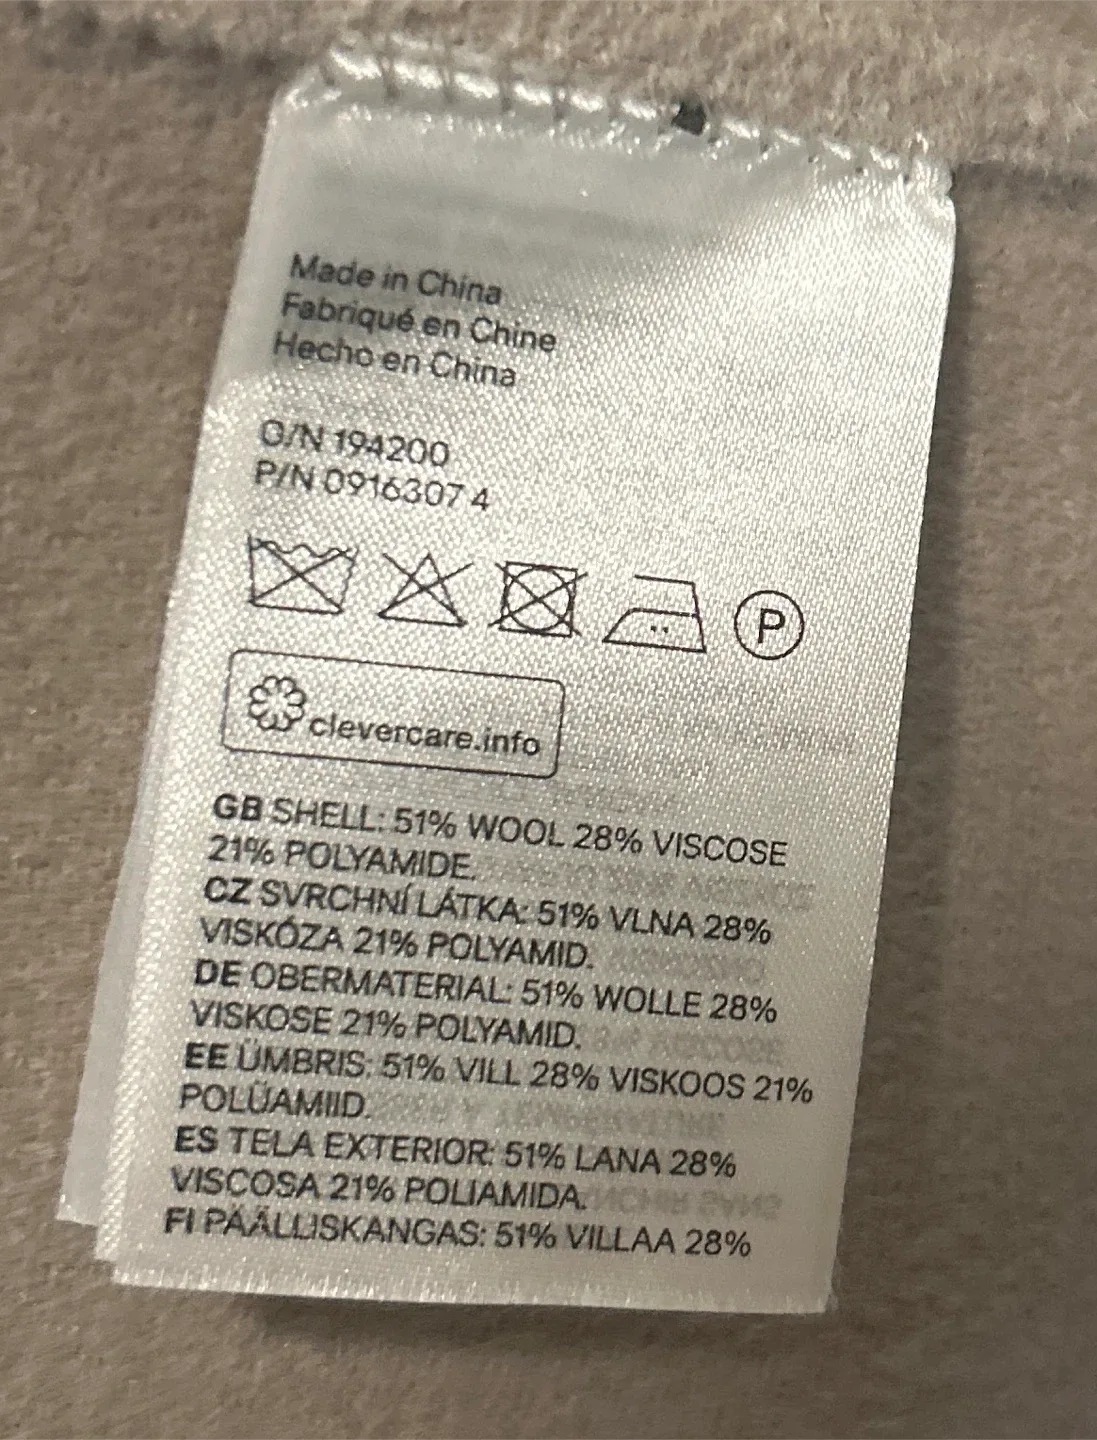 Made in China
Fabriqué en Chine
Hecho en China
O/N 194200
P/N 0916307 4
P
clevercare.info
GB SHELL: 51% WOOL 28% VISCOSE
21% POLYAMIDE.
CZ SVRCHNÍ LÁTKA: 51% VLNA 28%
VISKÓZA 21% POLYAMID.
DE OBERMATERIAL: 51% WOLLE 28%
VISKOSE 21% POLYAMID.
EE ÜMBRIS: 51% VILL 28% VISKOOS 21%
POLÜAMIID.
ES TELA EXTERIOR: 51% LANA 28%
VISCOSA 21% POLIAMIDA.
FI PÄÄLLISKANGAS: 51% VILLAA 28%